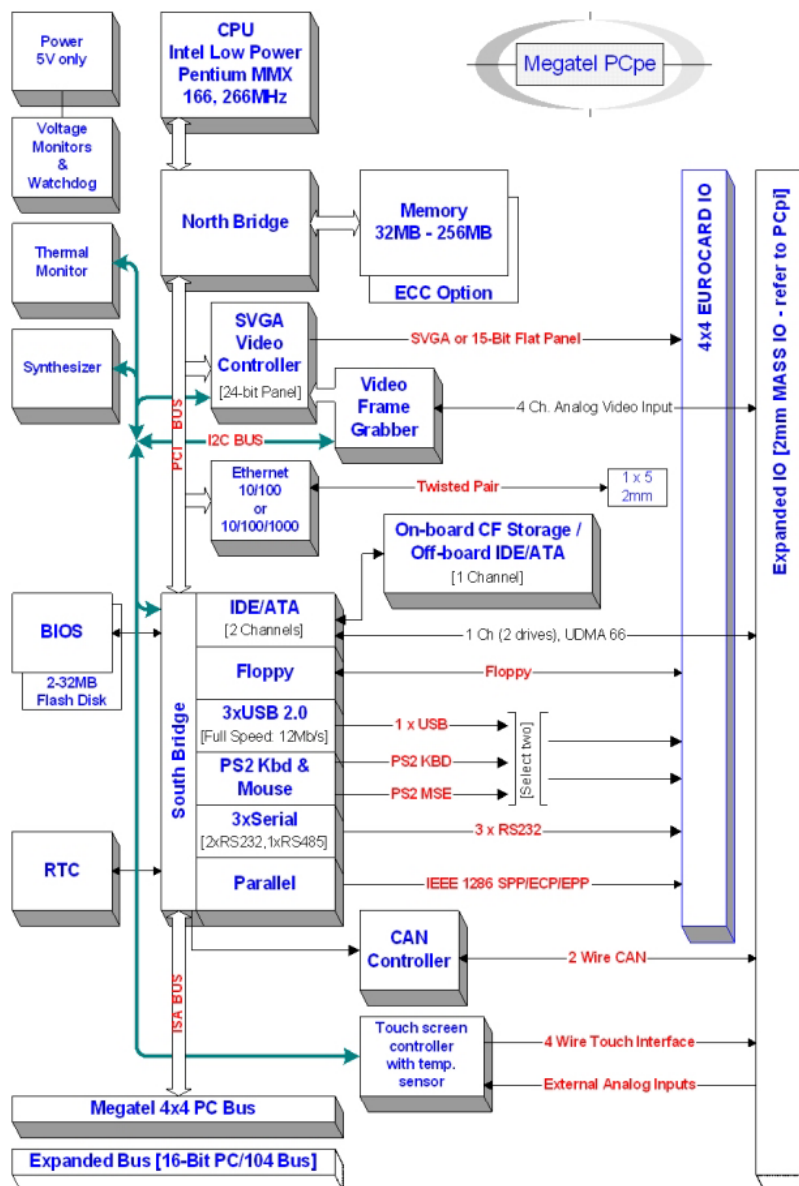 Power
5V only
CPU
Intel Low Power
Pentium MMX
166, 266MHz
Megatel PCpe
Voltage
Monitors
&
Watchdog
North Bridge
Memory
32MB - 256MB
ECC Option
Thermal
Monitor
Synthesizer
SVGA
Video
Controller
[24-bit Panel]
SVGA or 15-Bit Flat Panel
Video
Frame
Grabber
4 Ch. Analog Video Input
PCI BUS
I2C BUS
Ethernet
10/100
or
10/100/1000
Twisted Pair
1 x 5
2mm
On-board CF Storage /
Off-board IDE/ATA
[1 Channel]
4x4 EUROCARD IO
Expanded IO [2mm MASS IO - refer to PCpi]
BIOS
2-32MB
Flash Disk
South Bridge
IDE/ATA
[2 Channels]
1 Ch (2 drives), UDMA 66
Floppy
Floppy
3xUSB 2.0
[Full Speed: 12Mb/s]
1 x USB
PS2 Kbd &
Mouse
PS2 KBD
PS2 MSE
[Select two]
3xSerial
[2xRS232,1xRS485]
3 x RS232
RTC
Parallel
IEEE 1286 SPP/ECP/EPP
CAN
Controller
2 Wire CAN
ISA BUS
Touch screen
controller
with temp.
sensor
4 Wire Touch Interface
External Analog Inputs
Megatel 4x4 PC Bus
Expanded Bus [16-Bit PC/104 Bus]